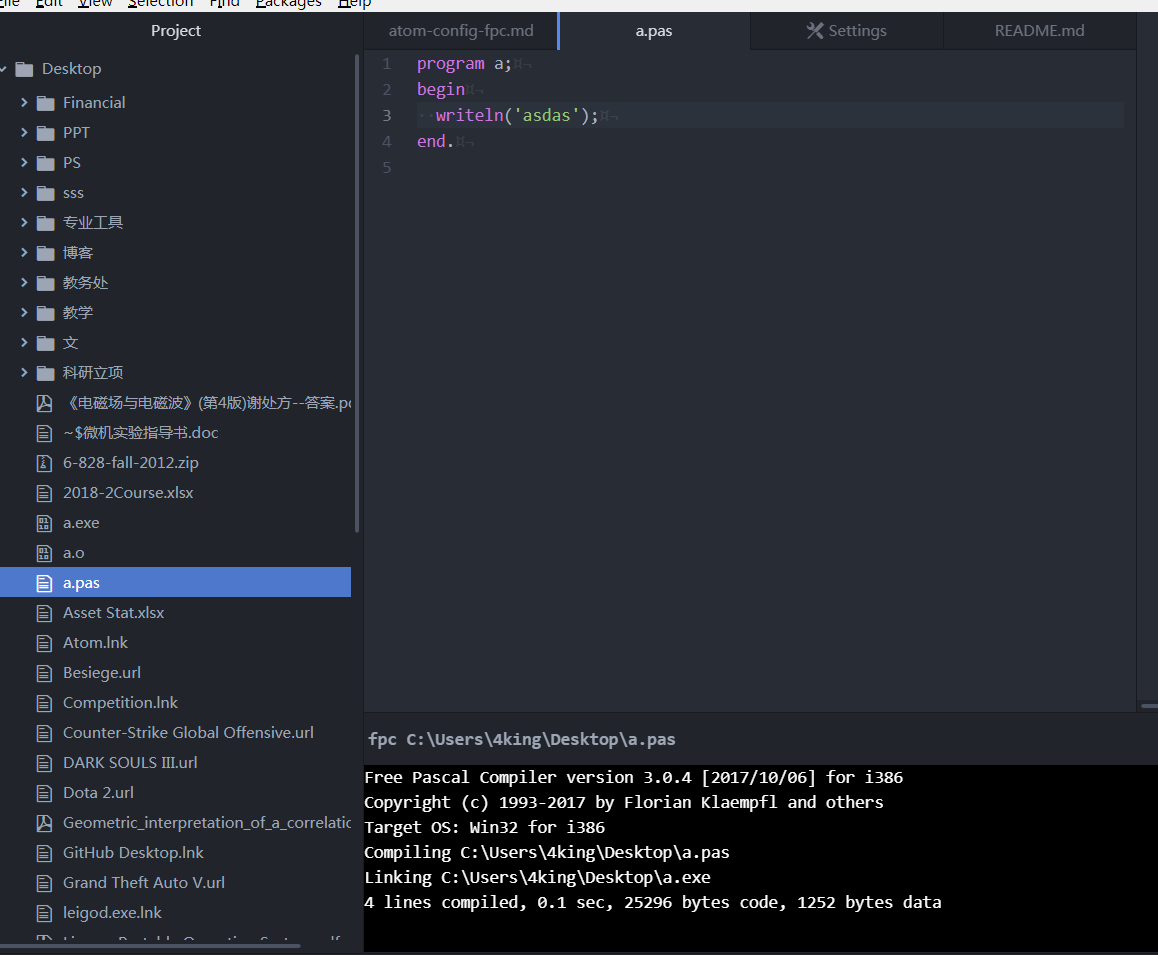 File Edit View Selection Find Packages Help
Project
Desktop
Financial
PPT
PS
sss
专业工具
博客
教务处
教学
文
科研立项
《电磁场与电磁波》(第4版)谢处方--答案.pd
~$微机实验指导书.doc
6-828-fall-2012.zip
2018-2Course.xlsx
a.exe
a.o
a.pas
Asset Stat.xlsx
Atom.lnk
Besiege.url
Competition.lnk
Counter-Strike Global Offensive.url
DARK SOULS III.url
Dota 2.url
Geometric_interpretation_of_a_correlatic
GitHub Desktop.lnk
Grand Theft Auto V.url
leigod.exe.lnk
atom-config-fpc.md a.pas Settings README.md
1 program a;¤¬
2 begin¤¬
3 ··writeln('asdas');¤¬
4 end.¤¬
5
fpc C:\Users\4king\Desktop\a.pas
Free Pascal Compiler version 3.0.4 [2017/10/06] for i386
Copyright (c) 1993-2017 by Florian Klaempfl and others
Target OS: Win32 for i386
Compiling C:\Users\4king\Desktop\a.pas
Linking C:\Users\4king\Desktop\a.exe
4 lines compiled, 0.1 sec, 25296 bytes code, 1252 bytes data